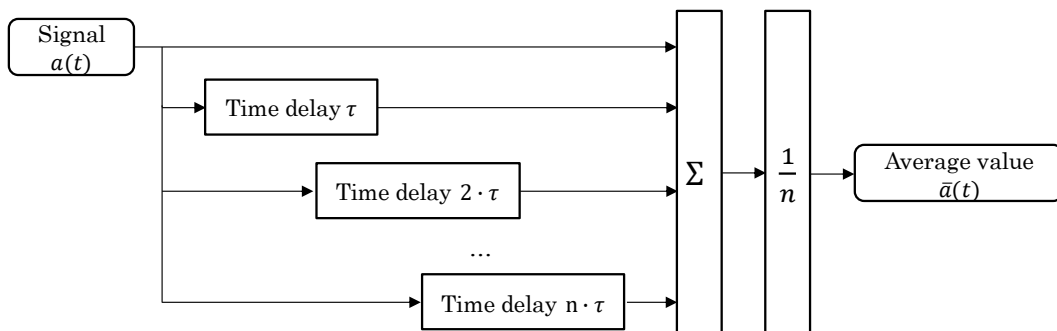 Signal
a(t)
Time delay τ
Time delay 2 · τ
...
Time delay n · τ
Σ
1
n
Average value
ā(t)